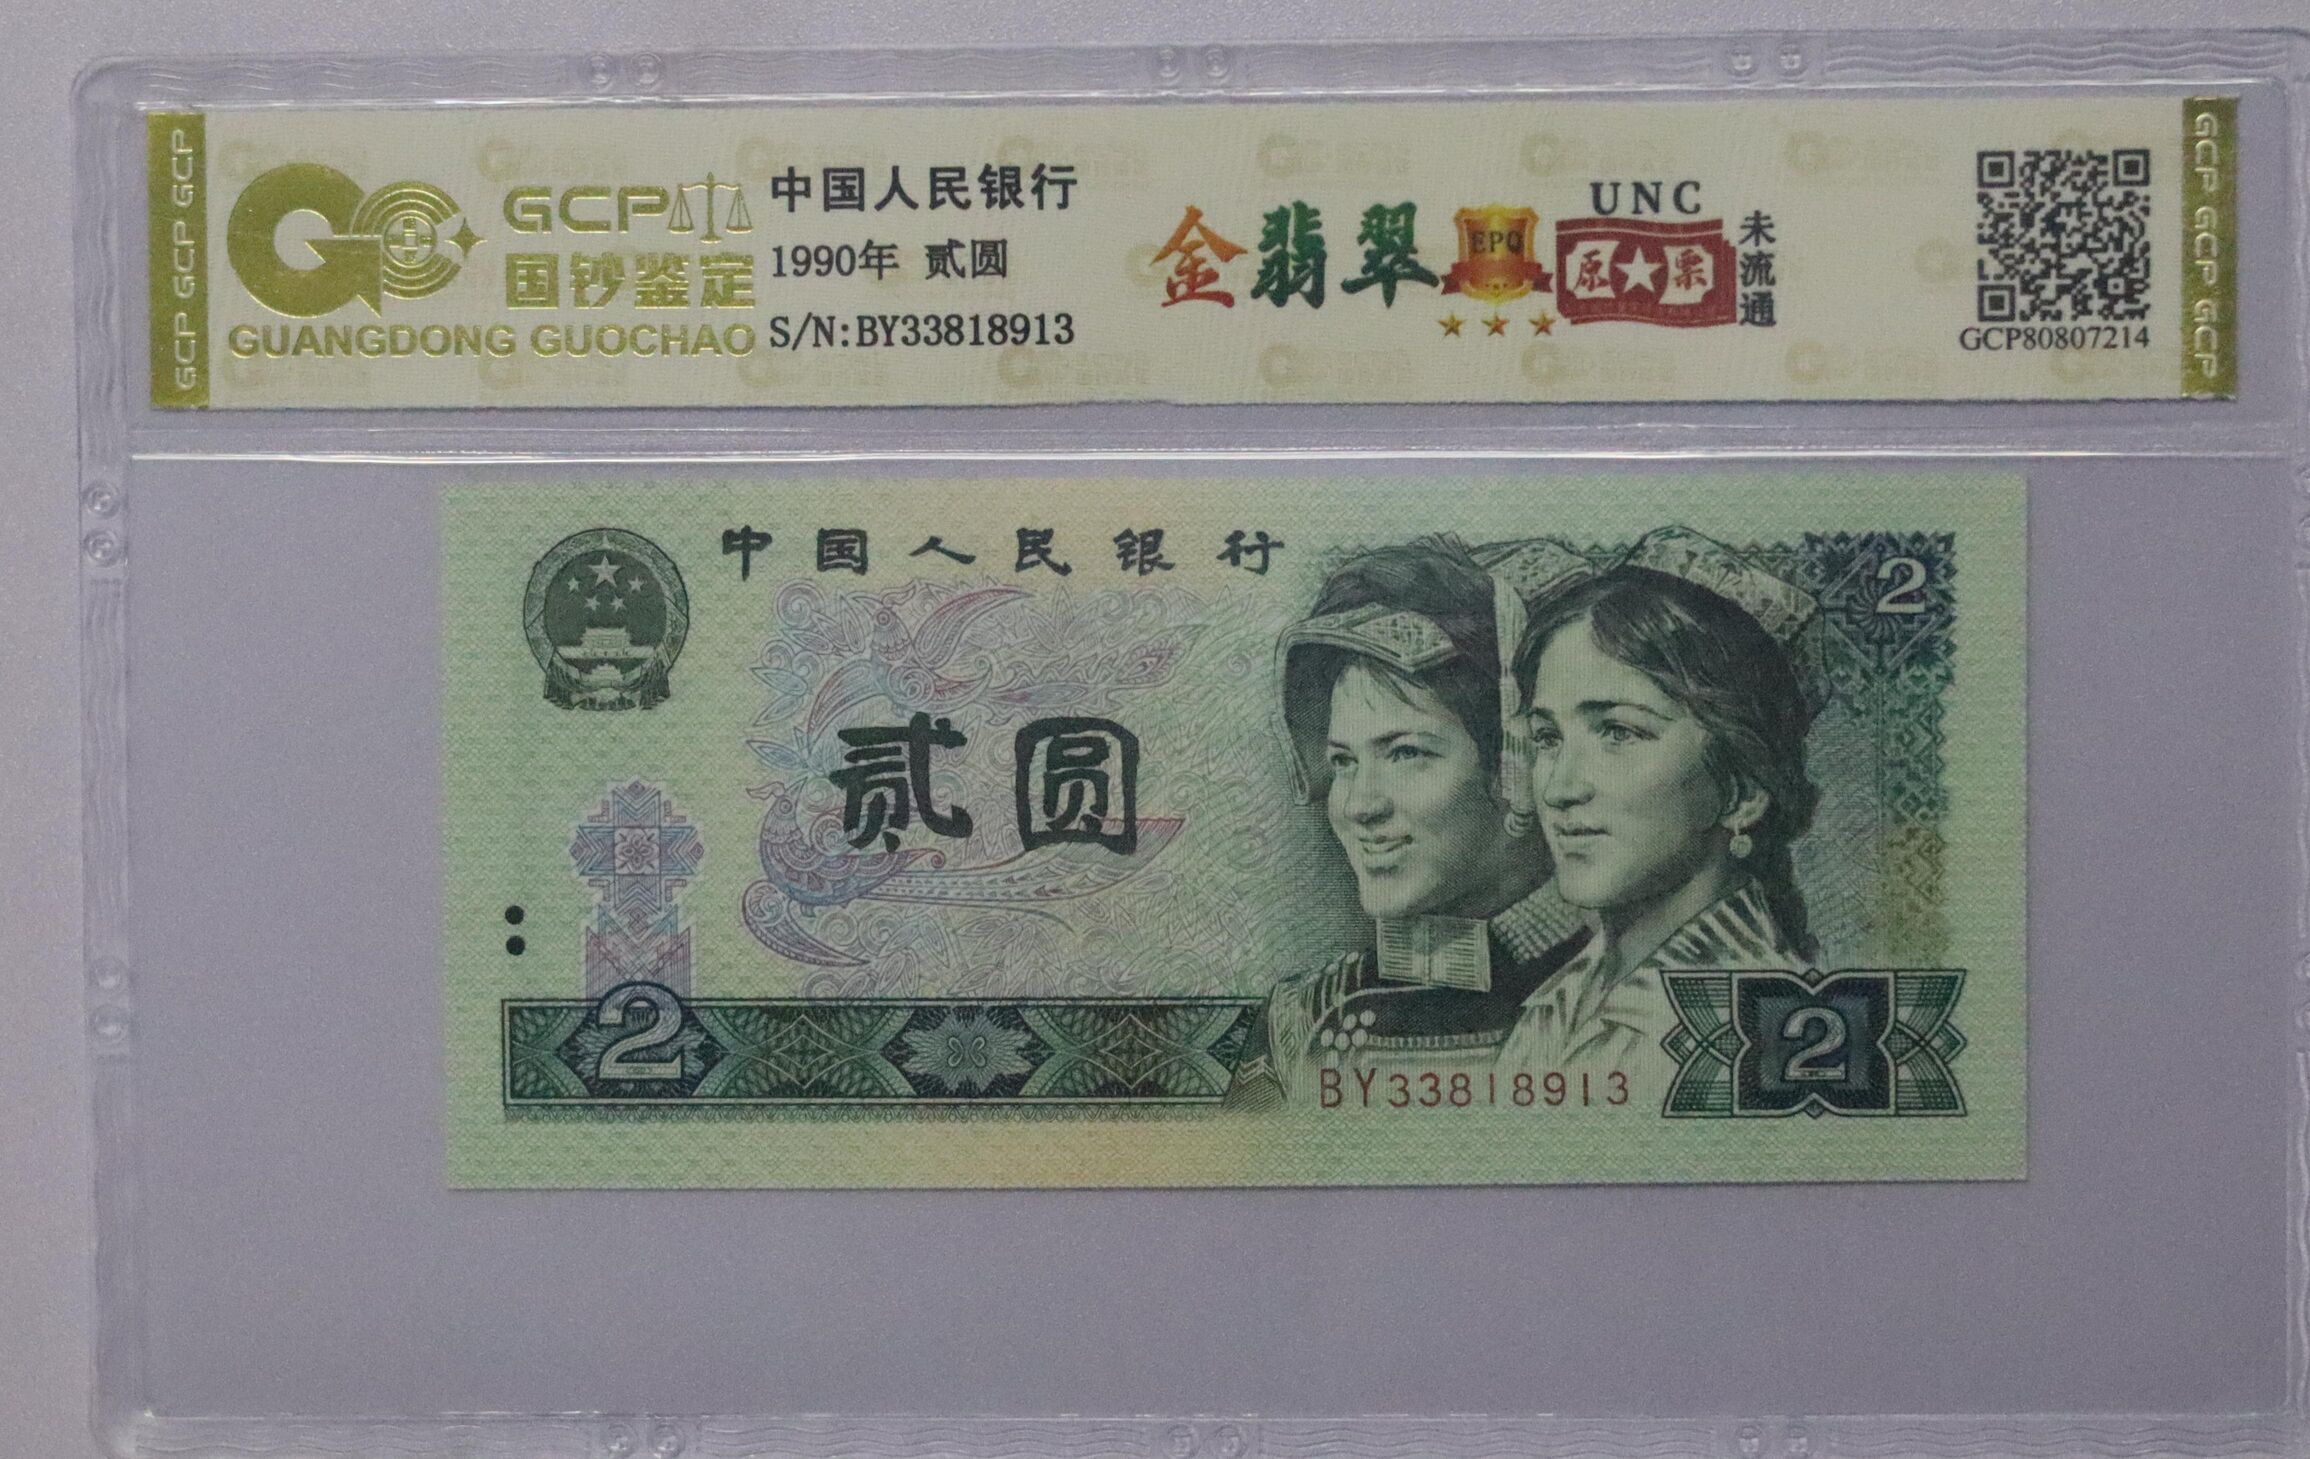 GCP GCP GCP
GCP
国钞鉴定
GUANGDONG GUOCHAO
中国人民银行
1990年 贰圆
S/N:BY33818913
金翡翠
EPQ
UNC
原票
未流通
GCP80807214
GCP GCP GCP
中国人民银行
2
贰圆
2
BY33818913
2